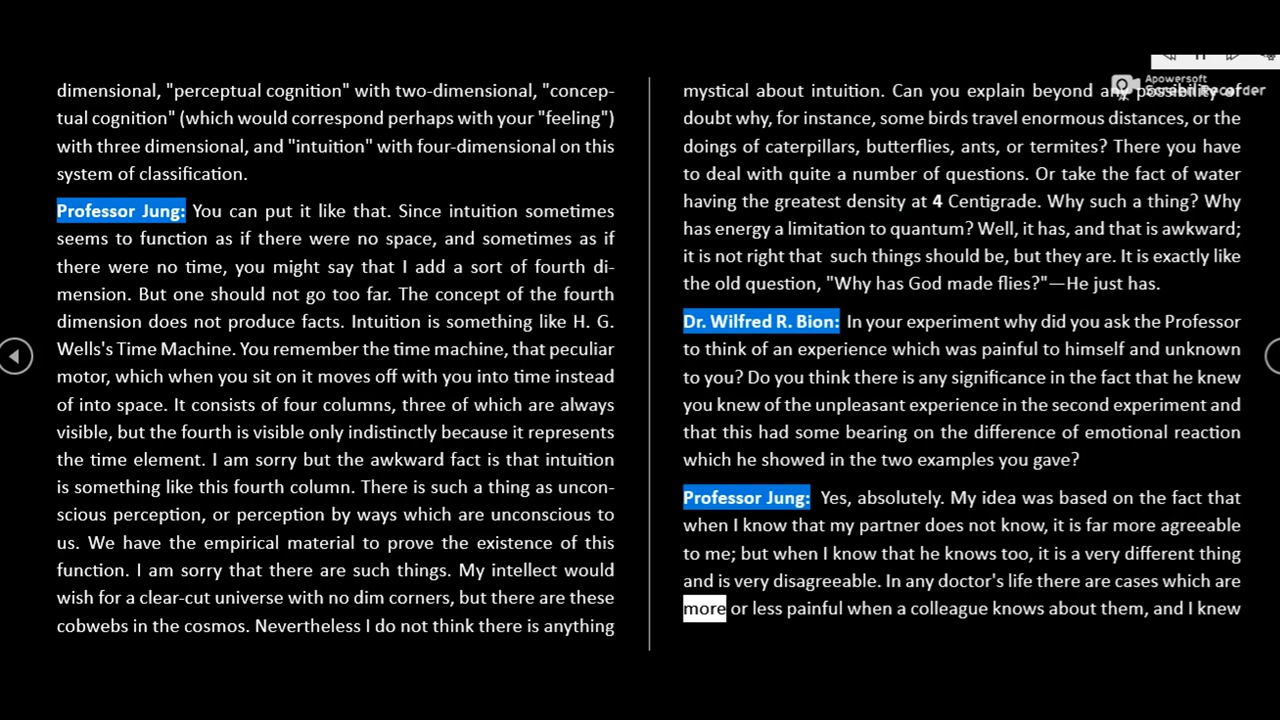 dimensional, "perceptual cognition" with two-dimensional, "concep-
tual cognition" (which would correspond perhaps with your "feeling")
with three dimensional, and "intuition" with four-dimensional on this
system of classification.
Professor Jung: You can put it like that. Since intuition sometimes
seems to function as if there were no space, and sometimes as if
there were no time, you might say that I add a sort of fourth di-
mension. But one should not go too far. The concept of the fourth
dimension does not produce facts. Intuition is something like H. G.
Wells's Time Machine. You remember the time machine, that peculiar
motor, which when you sit on it moves off with you into time instead
of into space. It consists of four columns, three of which are always
visible, but the fourth is visible only indistinctly because it represents
the time element. I am sorry but the awkward fact is that intuition
is something like this fourth column. There is such a thing as uncon-
scious perception, or perception by ways which are unconscious to
us. We have the empirical material to prove the existence of this
function. I am sorry that there are such things. My intellect would
wish for a clear-cut universe with no dim corners, but there are these
cobwebs in the cosmos. Nevertheless I do not think there is anything
mystical about intuition. Can you explain beyond any possibility of
doubt why, for instance, some birds travel enormous distances, or the
doings of caterpillars, butterflies, ants, or termites? There you have
to deal with quite a number of questions. Or take the fact of water
having the greatest density at 4 Centigrade. Why such a thing? Why
has energy a limitation to quantum? Well, it has, and that is awkward;
it is not right that such things should be, but they are. It is exactly like
the old question, "Why has God made flies?"—He just has.
Dr. Wilfred R. Bion: In your experiment why did you ask the Professor
to think of an experience which was painful to himself and unknown
to you? Do you think there is any significance in the fact that he knew
you knew of the unpleasant experience in the second experiment and
that this had some bearing on the difference of emotional reaction
which he showed in the two examples you gave?
Professor Jung: Yes, absolutely. My idea was based on the fact that
when I know that my partner does not know, it is far more agreeable
to me; but when I know that he knows too, it is a very different thing
and is very disagreeable. In any doctor's life there are cases which are
more or less painful when a colleague knows about them, and I knew
Apowersoft
Screen Recorder